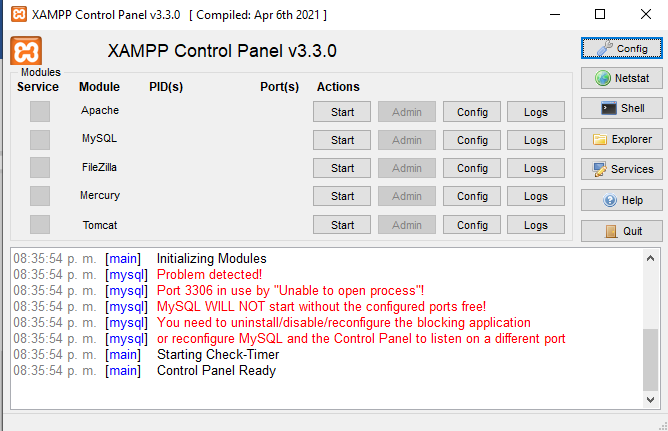 XAMPP Control Panel v3.3.0 [ Compiled: Apr 6th 2021 ]
XAMPP Control Panel v3.3.0
Config
Modules
Service Module PID(s) Port(s) Actions
Netstat
Apache Start Admin Config Logs
Shell
MySQL Start Admin Config Logs
Explorer
FileZilla Start Admin Config Logs
Services
Mercury Start Admin Config Logs
Help
Tomcat Start Admin Config Logs
Quit
08:35:54 p. m. [main] Initializing Modules
08:35:54 p. m. [mysql] Problem detected!
08:35:54 p. m. [mysql] Port 3306 in use by "Unable to open process"!
08:35:54 p. m. [mysql] MySQL WILL NOT start without the configured ports free!
08:35:54 p. m. [mysql] You need to uninstall/disable/reconfigure the blocking application
08:35:54 p. m. [mysql] or reconfigure MySQL and the Control Panel to listen on a different port
08:35:54 p. m. [main] Starting Check-Timer
08:35:54 p. m. [main] Control Panel Ready